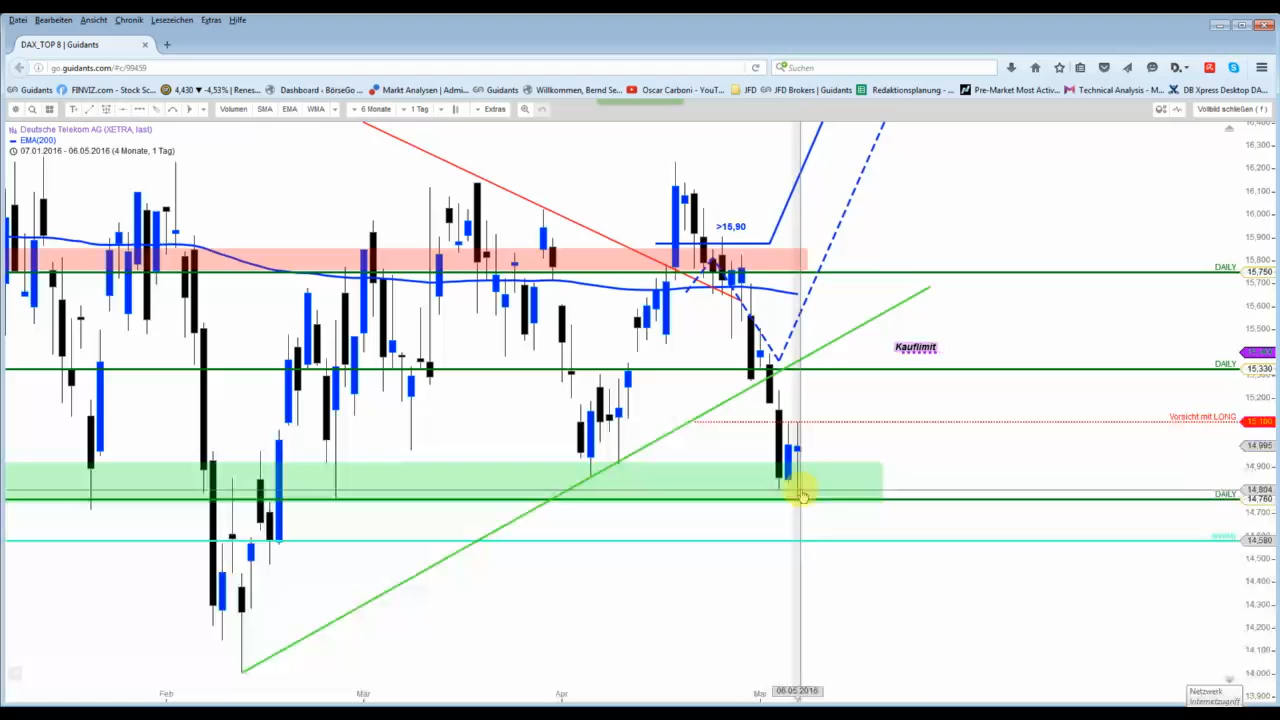 Datei Bearbeiten Ansicht Chronik Lesezeichen Extras Hilfe
DAX_TOP 8 | Guidants
go.guidants.com/#c/99459
Suchen
Guidants FINVIZ.com - Stock Sc... 4,430 ▼ -4,53% | Renes... Dashboard - BörseGo ... Markt Analysen | Admi... Guidants Willkommen, Bernd Se... Oscar Carboni - YouT... JFD JFD Brokers | Guidants Redaktionsplanung - ... Pre-Market Most Activ... Technical Analysis - M... DB Xpress Desktop DA...
Volumen SMA EMA WMA 6 Monate 1 Tag Extras Vollbild schließen ( f )
Deutsche Telekom AG (XETRA, last)
EMA(200)
07.01.2016 - 06.05.2016 (4 Monate, 1 Tag)
16,400
16,300
16,200
16,100
16,000
>15,90
15,900
15,800
DAILY
15,750
15,700
15,600
15,500
Kauflimit
DAILY
15,330
15,200
Vorsicht mit LONG
15,100
14,995
14,900
14,804
DAILY
14,760
14,700
14,580
14,500
14,400
14,300
14,200
14,100
14,000
13,900
Feb Mär Apr Mai 06.05.2016
Netzwerk
Internetzugriff